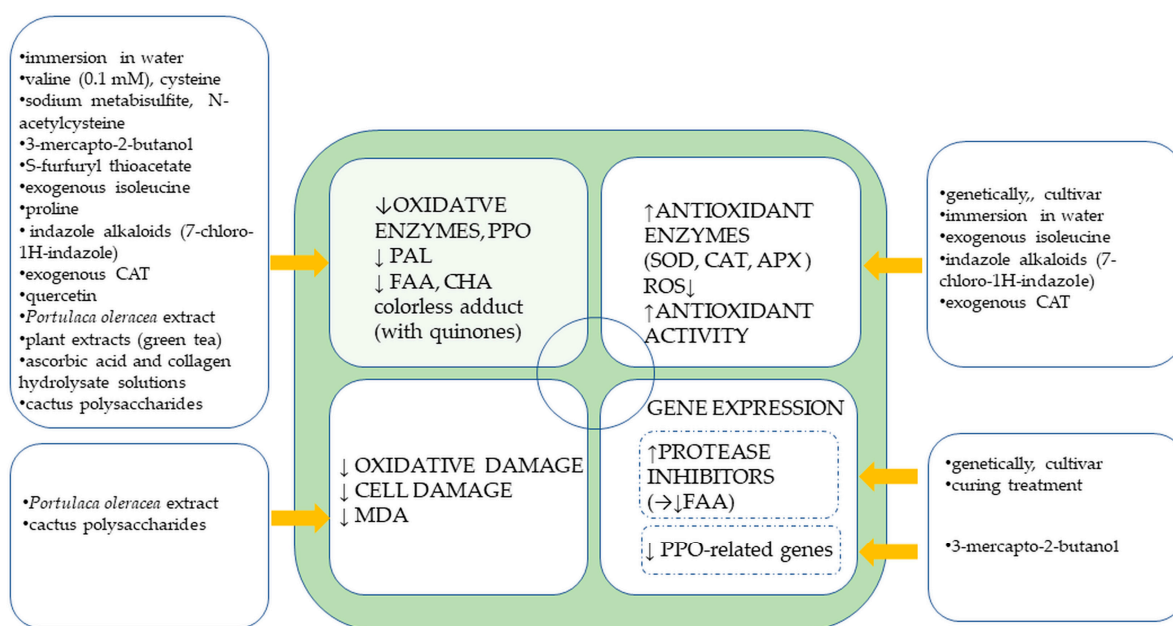 •immersion in water
•valine (0.1 mM), cysteine
•sodium metabisulfite, N-
acetylcysteine
•3-mercapto-2-butanol
•S-furfuryl thioacetate
•exogenous isoleucine
•proline
• indazole alkaloids (7-chloro-
1H-indazole)
•exogenous CAT
•quercetin
•Portulaca oleracea extract
•plant extracts (green tea)
•ascorbic acid and collagen
hydrolysate solutions
•cactus polysaccharides
↓OXIDATVE
ENZYMES, PPO
↓ PAL
↓ FAA, CHA
colorless adduct
(with quinones)
↑ANTIOXIDANT
ENZYMES
(SOD, CAT, APX )
ROS↓
↑ANTIOXIDANT
ACTIVITY
•genetically,, cultivar
•immersion in water
•exogenous isoleucine
•indazole alkaloids (7-
chloro-1H-indazole)
•exogenous CAT
•Portulaca oleracea extract
•cactus polysaccharides
↓ OXIDATIVE DAMAGE
↓ CELL DAMAGE
↓ MDA
GENE EXPRESSION
↑PROTEASE
INHIBITORS
(→↓FAA)
↓ PPO-related genes
•genetically, cultivar
•curing treatment
•3-mercapto-2-butanol